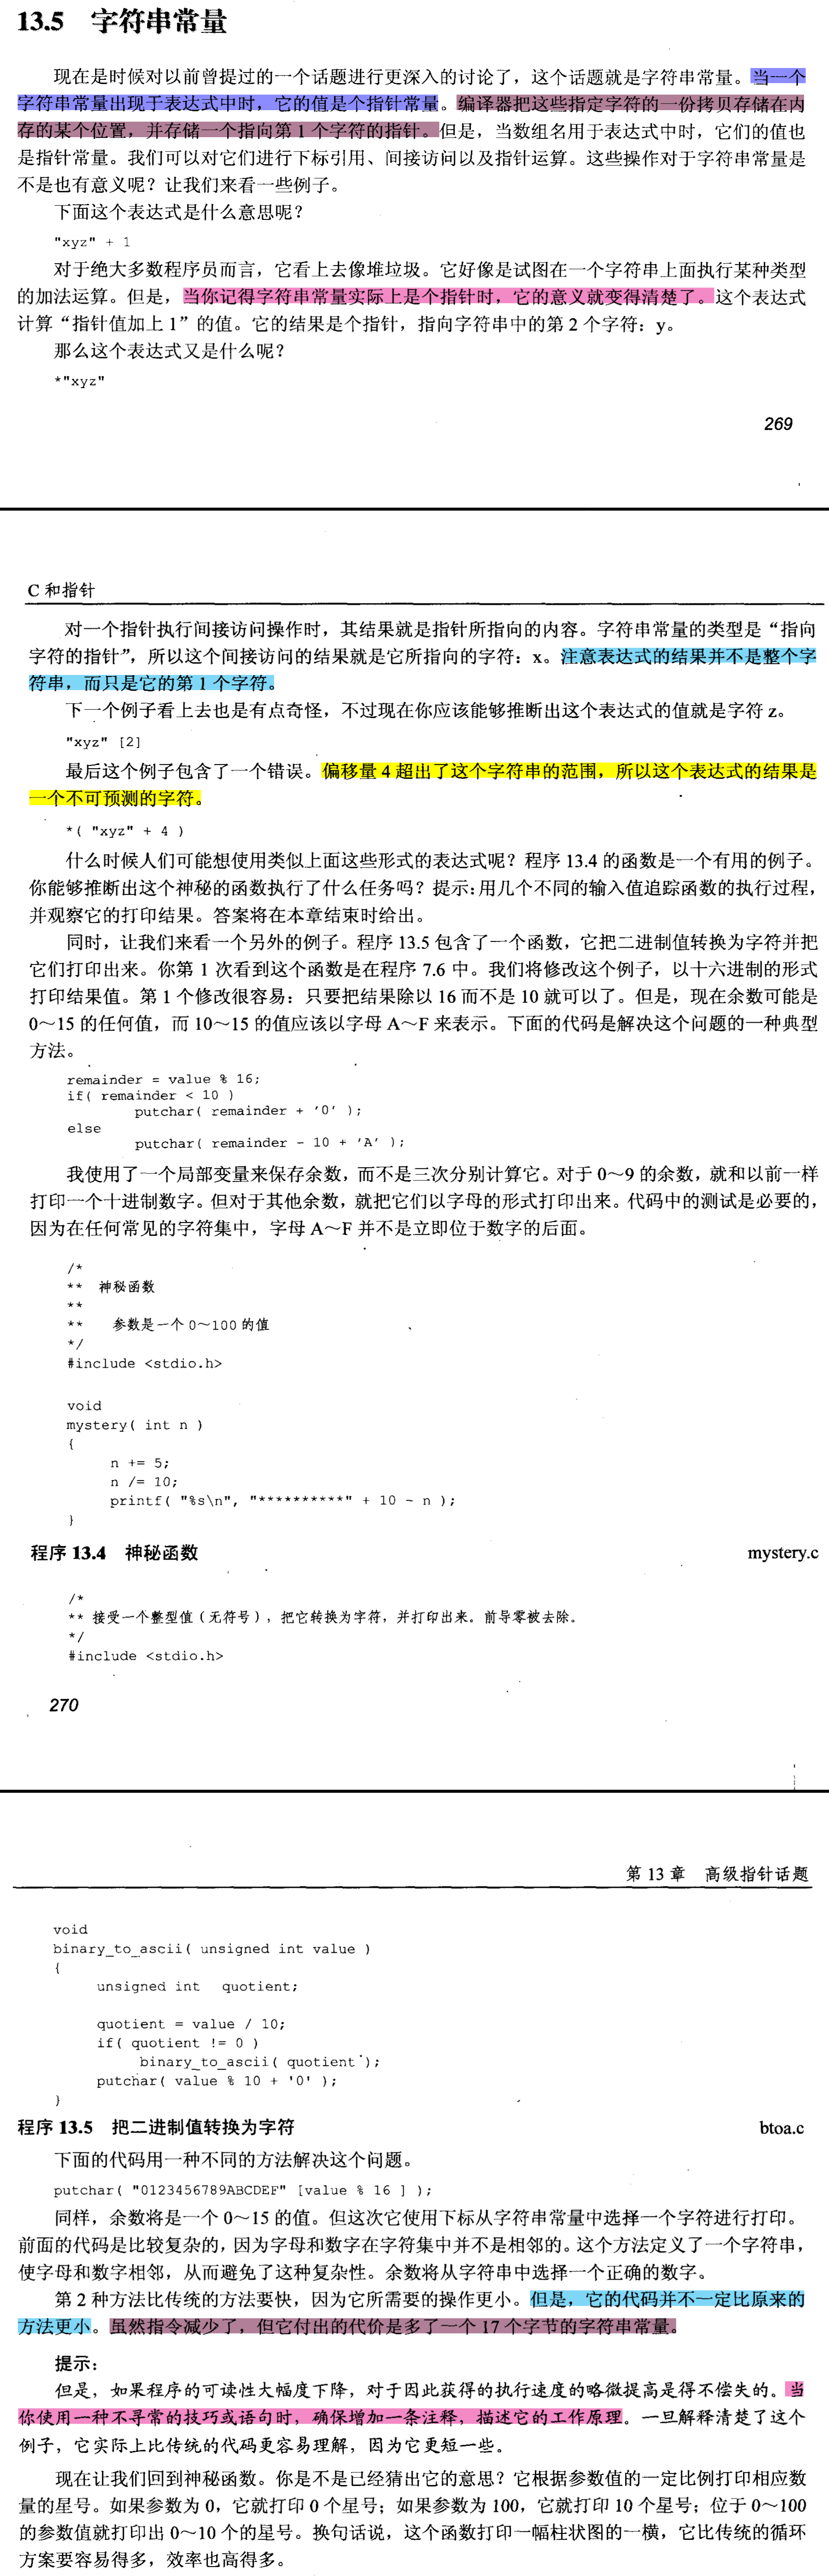 13.5 字符串常量
现在是时候对以前曾提过的一个话题进行更深入的讨论了，这个话题就是字符串常量。当一个
字符串常量出现于表达式中时，它的值是个指针常量。编译器把这些指定字符的一份拷贝存储在内
存的某个位置，并存储一个指向第 1 个字符的指针。但是，当数组名用于表达式中时，它们的值也
是指针常量。我们可以对它们进行下标引用、间接访问以及指针运算。这些操作对于字符串常量是
不是也有意义呢？让我们来看一些例子。
下面这个表达式是什么意思呢？
"xyz" + 1
对于绝大多数程序员而言，它看上去像堆垃圾。它好像是试图在一个字符串上面执行某种类型
的加法运算。但是，当你记得字符串常量实际上是个指针时，它的意义就变得清楚了。这个表达式
计算“指针值加上 1”的值。它的结果是个指针，指向字符串中的第 2 个字符：y。
那么这个表达式又是什么呢？
*"xyz"
269
C 和指针
对一个指针执行间接访问操作时，其结果就是指针所指向的内容。字符串常量的类型是“指向
字符的指针”，所以这个间接访问的结果就是它所指向的字符：x。注意表达式的结果并不是整个字
符串，而只是它的第 1 个字符。
下一个例子看上去也是有点奇怪，不过现在你应该能够推断出这个表达式的值就是字符 z。
"xyz" [2]
最后这个例子包含了一个错误。偏移量 4 超出了这个字符串的范围，所以这个表达式的结果是
一个不可预测的字符。
*( "xyz" + 4 )
什么时候人们可能想使用类似上面这些形式的表达式呢？程序 13.4 的函数是一个有用的例子。
你能够推断出这个神秘的函数执行了什么任务吗？提示：用几个不同的输入值追踪函数的执行过程，
并观察它的打印结果。答案将在本章结束时给出。
同时，让我们来看一个另外的例子。程序 13.5 包含了一个函数，它把二进制值转换为字符并把
它们打印出来。你第 1 次看到这个函数是在程序 7.6 中。我们将修改这个例子，以十六进制的形式
打印结果值。第 1 个修改很容易：只要把结果除以 16 而不是 10 就可以了。但是，现在余数可能是
0～15 的任何值，而 10～15 的值应该以字母 A～F 来表示。下面的代码是解决这个问题的一种典型
方法。
remainder = value % 16;
if( remainder < 10 )
putchar( remainder + '0' );
else
putchar( remainder - 10 + 'A' );
我使用了一个局部变量来保存余数，而不是三次分别计算它。对于 0～9 的余数，就和以前一样
打印一个十进制数字。但对于其他余数，就把它们以字母的形式打印出来。代码中的测试是必要的，
因为在任何常见的字符集中，字母 A～F 并不是立即位于数字的后面。
/*
** 神秘函数
**
** 参数是一个 0～100 的值
*/
#include <stdio.h>
void
mystery( int n )
{
n += 5;
n /= 10;
printf( "%s\n", "**********" + 10 - n );
}
程序 13.4 神秘函数 mystery.c
/*
** 接受一个整型值（无符号），把它转换为字符，并打印出来。前导零被去除。
*/
#include <stdio.h>
270
第 13 章 高级指针话题
void
binary_to_ascii( unsigned int value )
{
unsigned int quotient;
quotient = value / 10;
if( quotient != 0 )
binary_to_ascii( quotient );
putchar( value % 10 + '0' );
}
程序 13.5 把二进制值转换为字符 btoa.c
下面的代码用一种不同的方法解决这个问题。
putchar( "0123456789ABCDEF" [value % 16 ] );
同样，余数将是一个 0～15 的值。但这次它使用下标从字符串常量中选择一个字符进行打印。
前面的代码是比较复杂的，因为字母和数字在字符集中并不是相邻的。这个方法定义了一个字符串，
使字母和数字相邻，从而避免了这种复杂性。余数将从字符串中选择一个正确的数字。
第 2 种方法比传统的方法要快，因为它所需要的操作更小。但是，它的代码并不一定比原来的
方法更小。虽然指令减少了，但它付出的代价是多了一个 17 个字节的字符串常量。
提示：
但是，如果程序的可读性大幅度下降，对于因此获得的执行速度的略微提高是得不偿失的。当
你使用一种不寻常的技巧或语句时，确保增加一条注释，描述它的工作原理。一旦解释清楚了这个
例子，它实际上比传统的代码更容易理解，因为它更短一些。
现在让我们回到神秘函数。你是不是已经猜出它的意思？它根据参数值的一定比例打印相应数
量的星号。如果参数为 0，它就打印 0 个星号；如果参数为 100，它就打印 10 个星号；位于 0～100
的参数值就打印出 0～10 个的星号。换句话说，这个函数打印一幅柱状图的一横，它比传统的循环
方案要容易得多，效率也高得多。